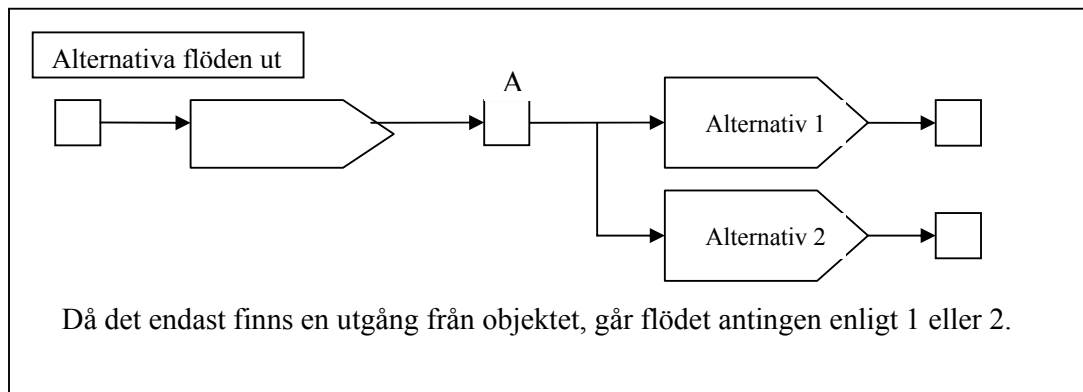 Alternativa flöden ut
A
Alternativ 1
Alternativ 2
Då det endast finns en utgång från objektet, går flödet antingen enligt 1 eller 2.